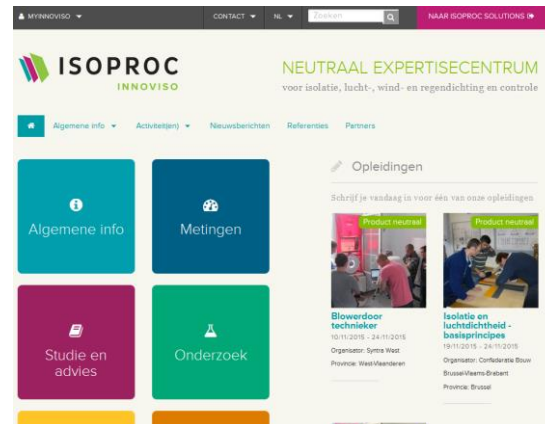 MYINNOVISO
CONTACT
NL
Zoeken
NAAR ISOPROC SOLUTIONS
ISOPROC
INNOVISO
NEUTRAAL EXPERTISECENTRUM
voor isolatie, lucht-, wind- en regendichting en controle
Algemene info
Activiteit(en)
Nieuwsberichten
Referenties
Partners
Algemene info
Metingen
Studie en
advies
Onderzoek
Opleidingen
Schrijf je vandaag in voor één van onze opleidingen
Product neutraal
Blowerdoor
technieker
10/11/2015 - 24/11/2015
Organisator: Syntra West
Provincie: West-Vlaanderen
Product neutraal
Isolatie en
luchtdichtheid -
basisprincipes
19/11/2015 - 24/11/2015
Organisator: Confederatie Bouw
Brussel-Vlaams-Brabant
Provincie: Brussel